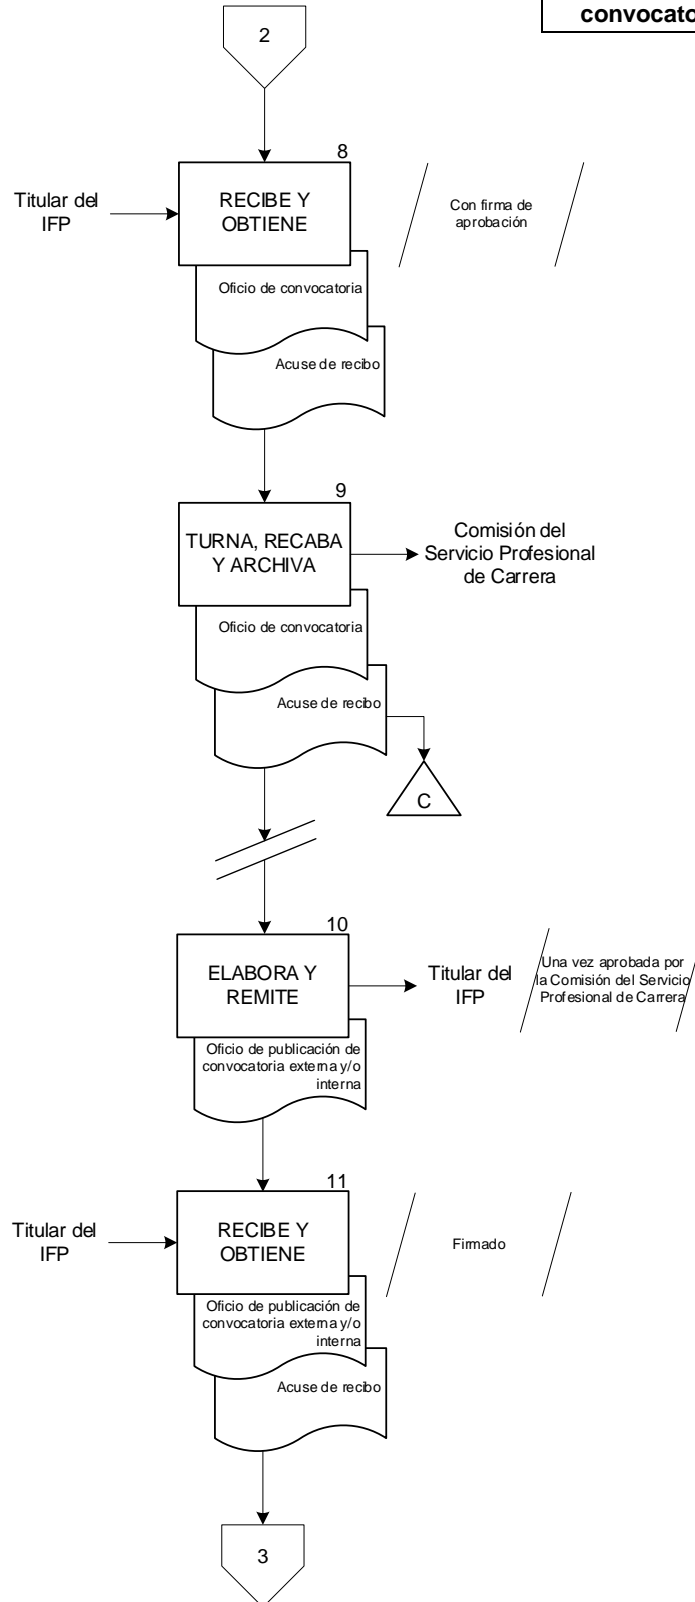 convocato
2
8
Titular del
IFP
RECIBE Y
OBTIENE
Con firma de
aprobación
Oficio de convocatoria
Acuse de recibo
9
TURNA, RECABA
Y ARCHIVA
Comisión del
Servicio Profesional
de Carrera
Oficio de convocatoria
Acuse de recibo
C
10
ELABORA Y
REMITE
Titular del
IFP
Una vez aprobada por
la Comisión del Servicio
Profesional de Carrera
Oficio de publicación de
convocatoria externa y/o
interna
11
Titular del
IFP
RECIBE Y
OBTIENE
Firmado
Oficio de publicación de
convocatoria externa y/o
interna
Acuse de recibo
3